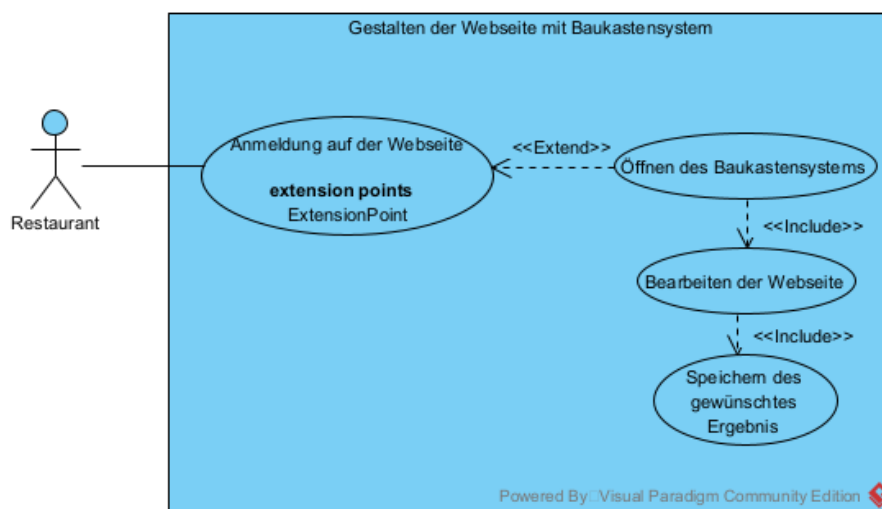 Gestalten der Webseite mit Baukastensystem
Anmeldung auf der Webseite
extension points
ExtensionPoint
<<Extend>>
Öffnen des Baukastensystems
Restaurant
<<Include>>
Bearbeiten der Webseite
<<Include>>
Speichern des
gewünschtes
Ergebnis
Powered By Visual Paradigm Community Edition